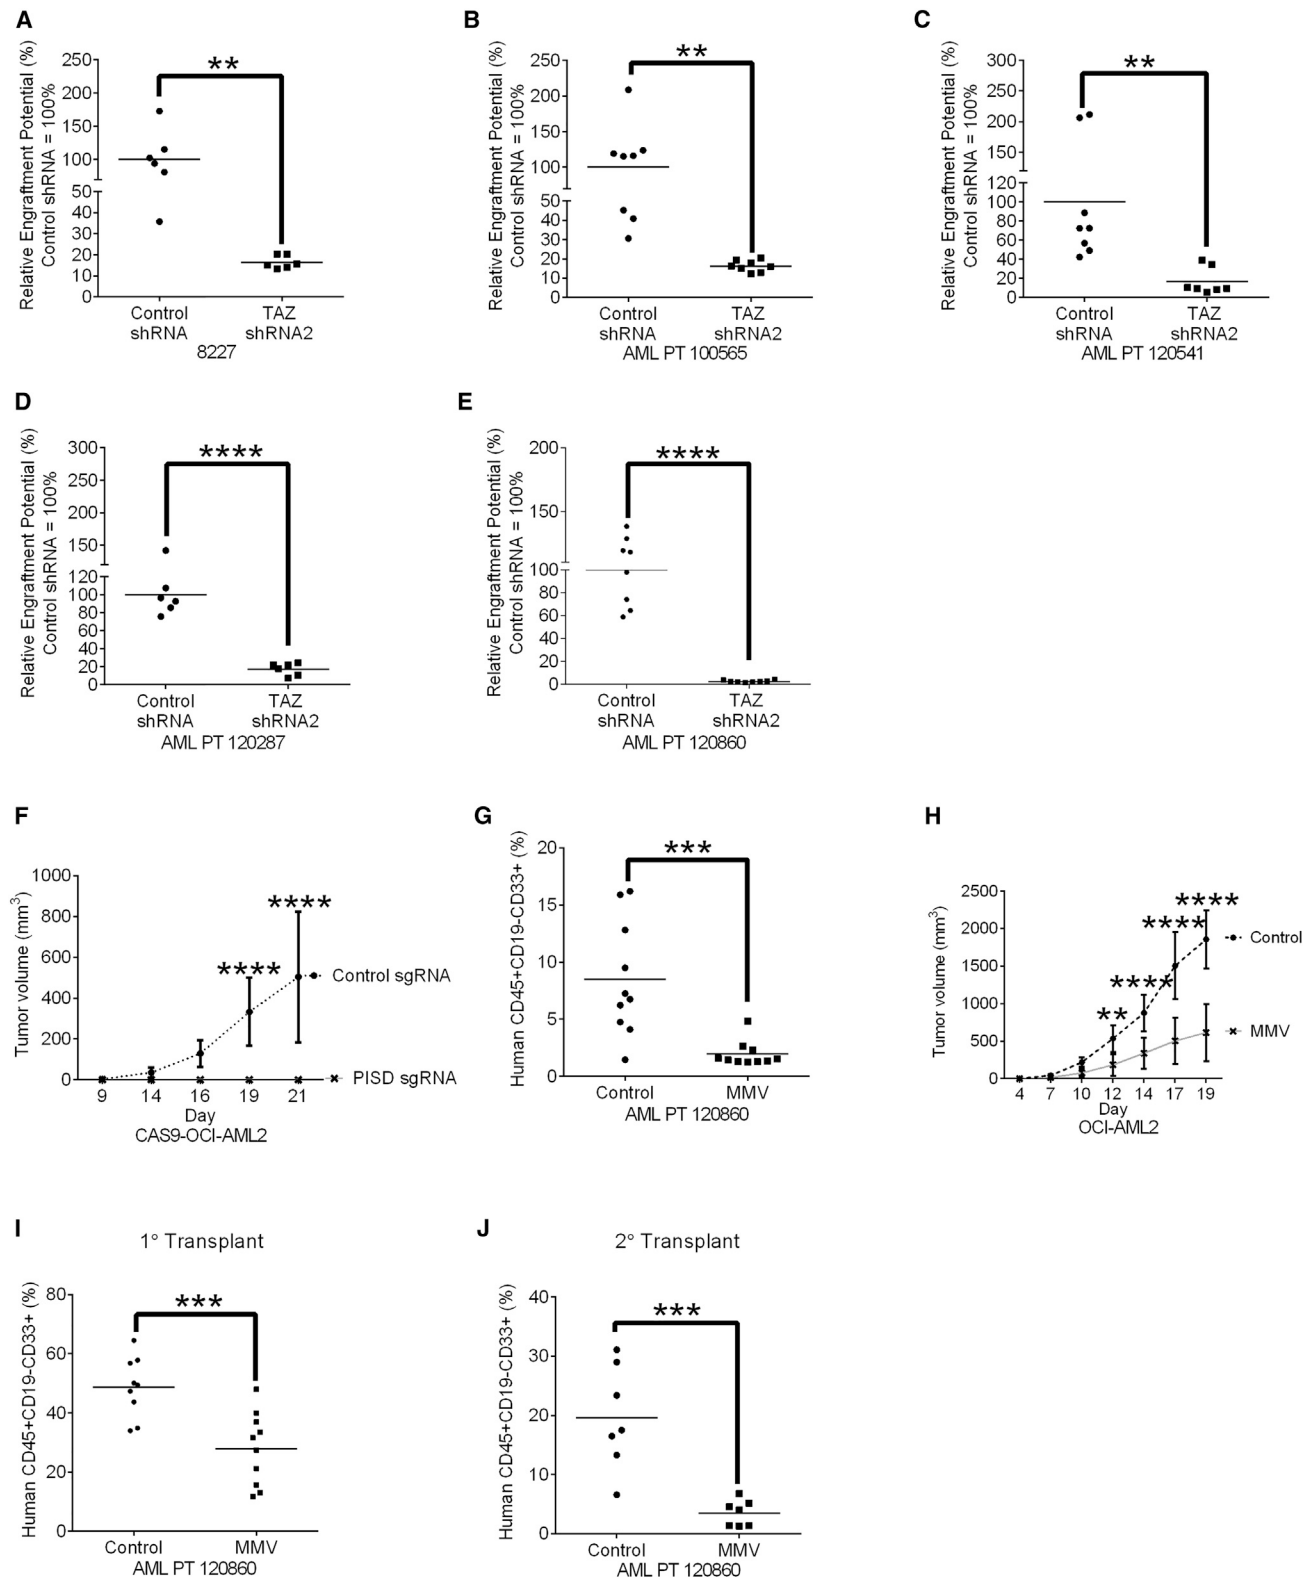 A
Relative Engraftment Potential (%)
Control shRNA = 100%
250
200
150
100
50
40
30
20
10
0
**
Control
shRNA
TAZ
shRNA2
8227
B
Relative Engraftment Potential (%)
Control shRNA = 100%
250
200
150
100
50
40
30
20
10
0
**
Control
shRNA
TAZ
shRNA2
AML PT 100565
C
Relative Engraftment Potential (%)
Control shRNA = 100%
300
250
200
150
120
100
80
60
40
20
0
**
Control
shRNA
TAZ
shRNA2
AML PT 120541
D
Relative Engraftment Potential (%)
Control shRNA = 100%
300
250
200
150
120
100
80
60
40
20
0
****
Control
shRNA
TAZ
shRNA2
AML PT 120287
E
Relative Engraftment Potential (%)
Control shRNA = 100%
200
150
100
80
60
40
20
0
****
Control
shRNA
TAZ
shRNA2
AML PT 120860
F
Tumor volume (mm3)
1000
800
600
400
200
0
****
****
Control sgRNA
PISD sgRNA
9 14 16 19 21
Day
CAS9-OCI-AML2
G
Human CD45+CD19-CD33+ (%)
20
15
10
5
0
***
Control
MMV
AML PT 120860
H
Tumor volume (mm3)
2500
2000
1500
1000
500
0
**
****
****
****
Control
MMV
4 7 10 12 14 17 19
Day
OCI-AML2
I
1° Transplant
Human CD45+CD19-CD33+ (%)
80
60
40
20
0
***
Control
MMV
AML PT 120860
J
2° Transplant
Human CD45+CD19-CD33+ (%)
40
30
20
10
0
***
Control
MMV
AML PT 120860